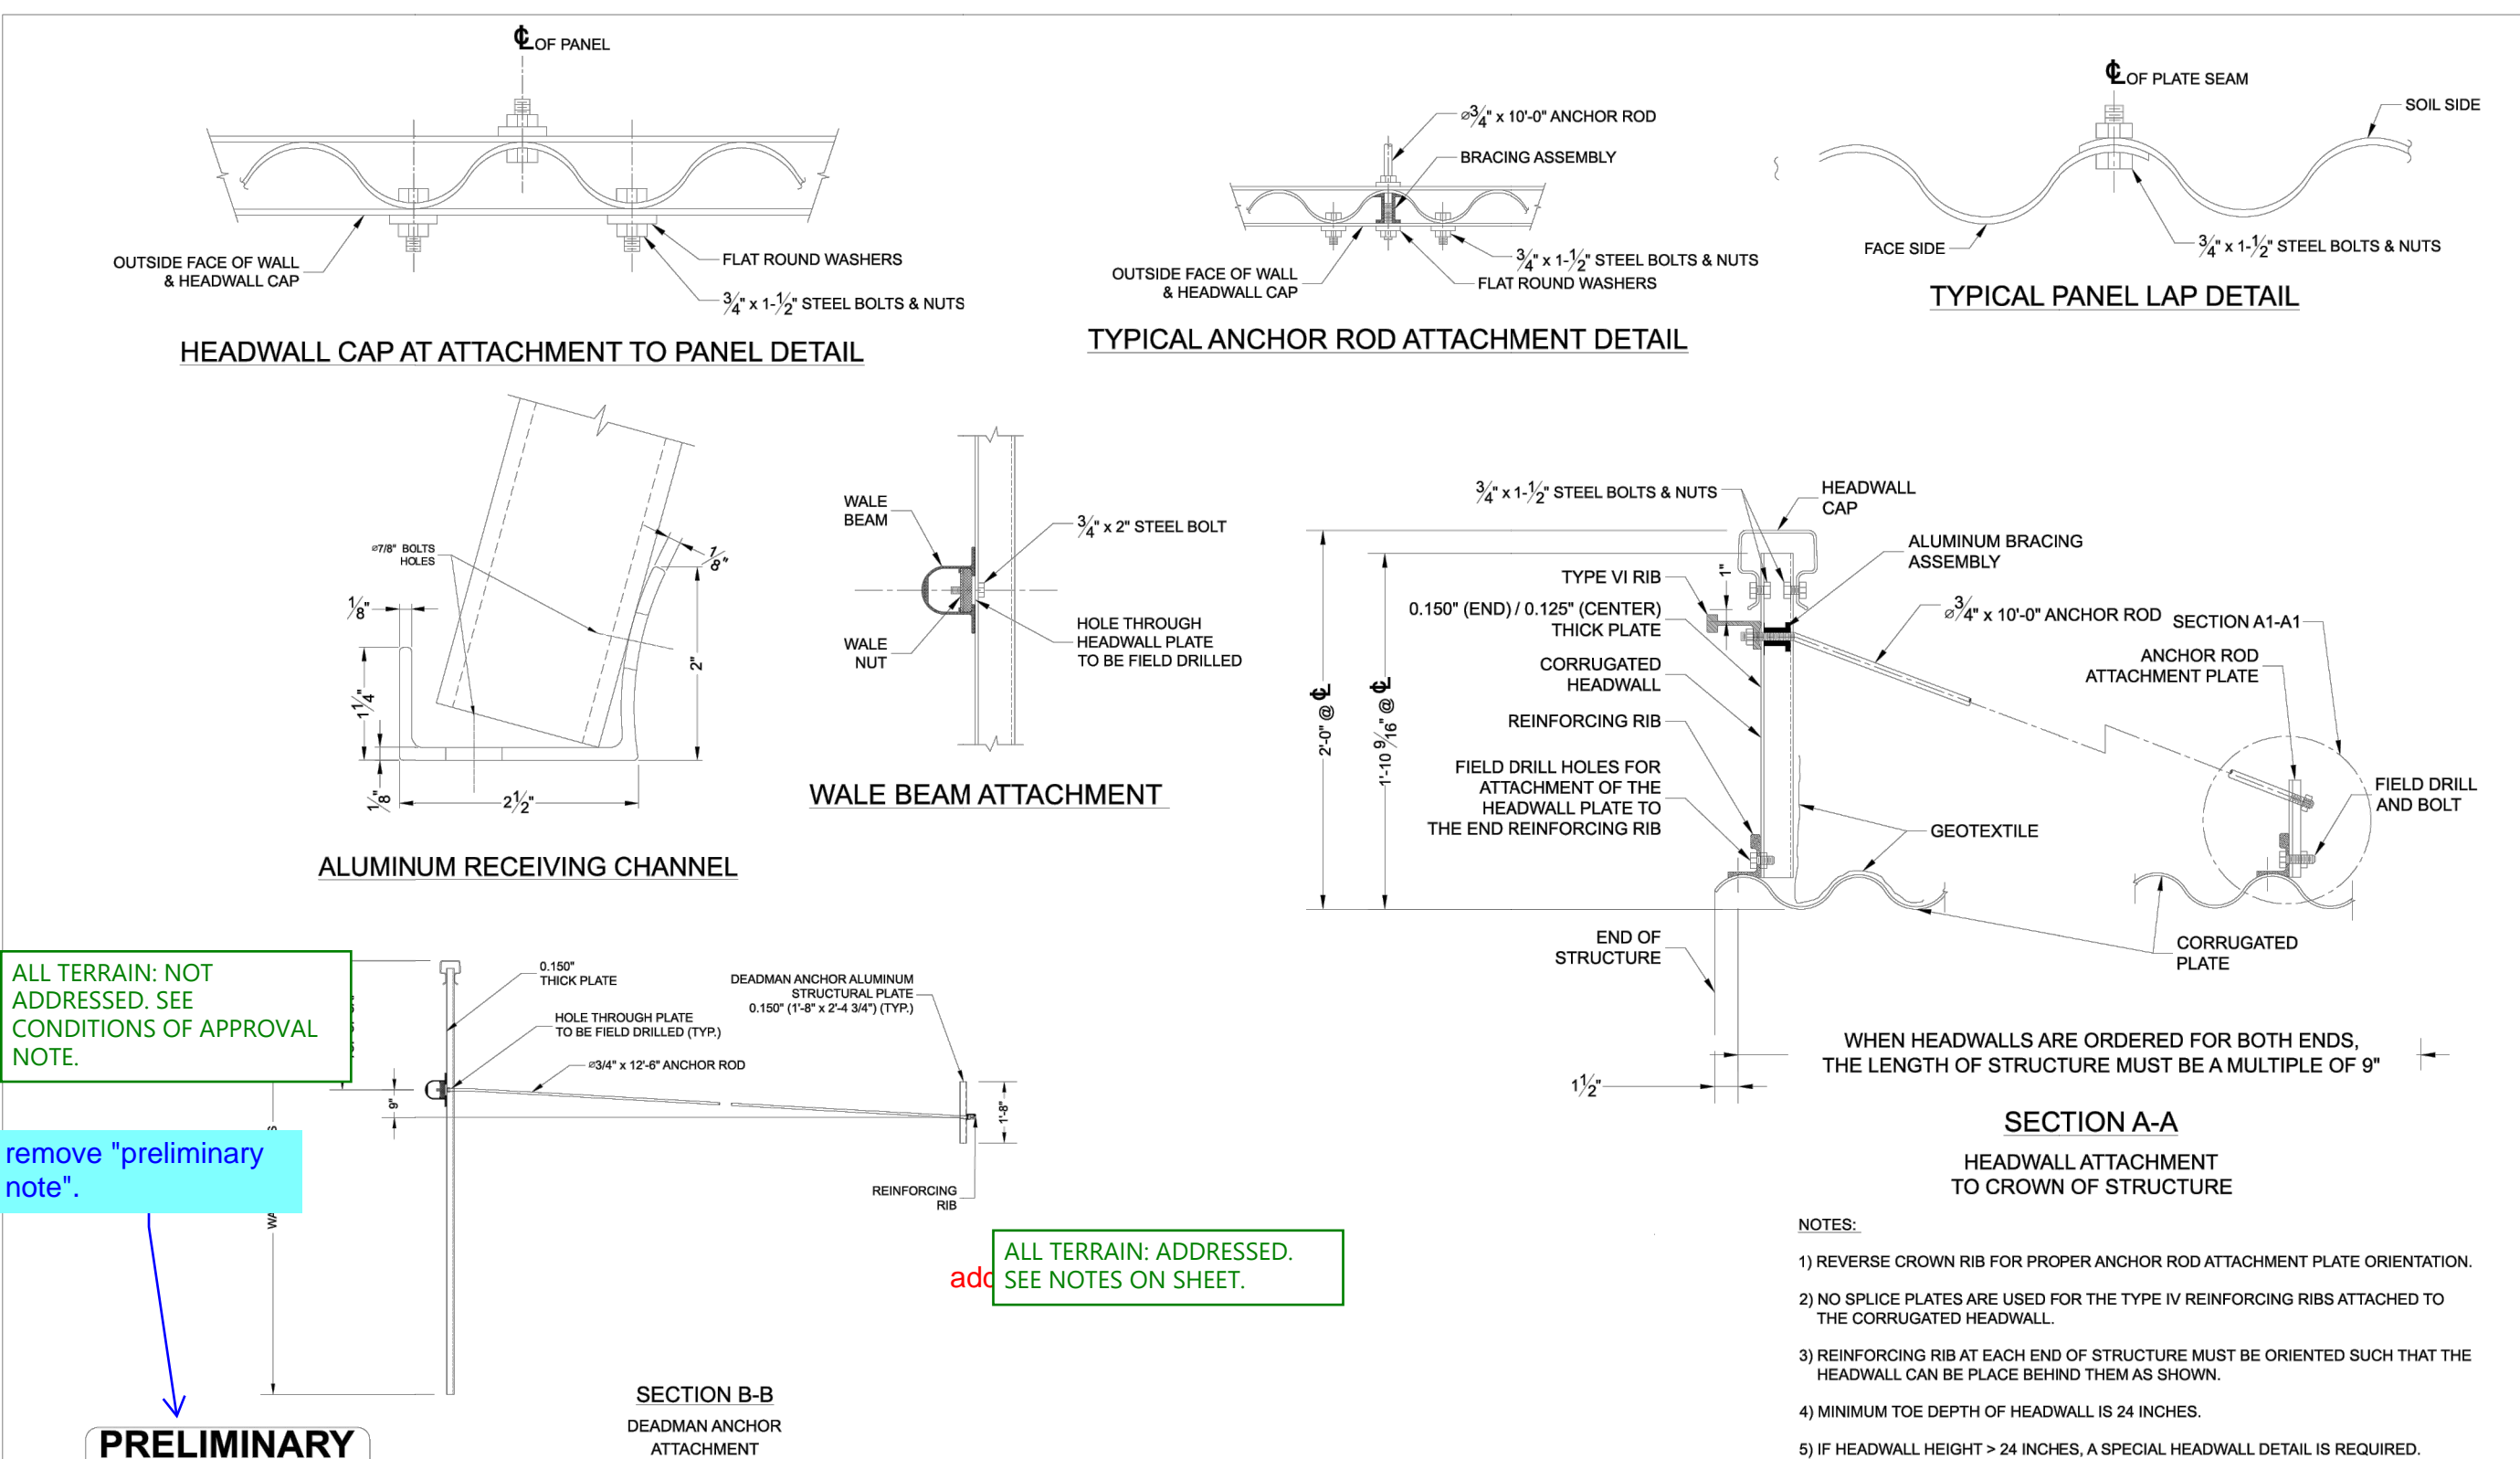 ℄ OF PANEL
OUTSIDE FACE OF WALL
& HEADWALL CAP
FLAT ROUND WASHERS
3/4" x 1-1/2" STEEL BOLTS & NUTS
HEADWALL CAP AT ATTACHMENT TO PANEL DETAIL
⌀3/4" x 10'-0" ANCHOR ROD
BRACING ASSEMBLY
OUTSIDE FACE OF WALL
& HEADWALL CAP
3/4" x 1-1/2" STEEL BOLTS & NUTS
FLAT ROUND WASHERS
TYPICAL ANCHOR ROD ATTACHMENT DETAIL
℄ OF PLATE SEAM
SOIL SIDE
FACE SIDE
3/4" x 1-1/2" STEEL BOLTS & NUTS
TYPICAL PANEL LAP DETAIL
⌀7/8" BOLTS
HOLES
1/8"
1/8"
1 1/4"
2"
1/8"
2 1/2"
ALUMINUM RECEIVING CHANNEL
WALE
BEAM
3/4" x 2" STEEL BOLT
WALE
NUT
HOLE THROUGH
HEADWALL PLATE
TO BE FIELD DRILLED
WALE BEAM ATTACHMENT
3/4" x 1-1/2" STEEL BOLTS & NUTS
HEADWALL
CAP
ALUMINUM BRACING
ASSEMBLY
TYPE VI RIB
1"
0.150" (END) / 0.125" (CENTER)
THICK PLATE
⌀3/4" x 10'-0" ANCHOR ROD
SECTION A1-A1
CORRUGATED
HEADWALL
ANCHOR ROD
ATTACHMENT PLATE
REINFORCING RIB
2'-0" @ ℄
1'-10 9/16" @ ℄
FIELD DRILL HOLES FOR
ATTACHMENT OF THE
HEADWALL PLATE TO
THE END REINFORCING RIB
FIELD DRILL
AND BOLT
GEOTEXTILE
END OF
STRUCTURE
CORRUGATED
PLATE
WHEN HEADWALLS ARE ORDERED FOR BOTH ENDS,
THE LENGTH OF STRUCTURE MUST BE A MULTIPLE OF 9"
1 1/2"
SECTION A-A
HEADWALL ATTACHMENT
TO CROWN OF STRUCTURE
ALL TERRAIN: NOT
ADDRESSED. SEE
CONDITIONS OF APPROVAL
NOTE.
0.150"
THICK PLATE
DEADMAN ANCHOR ALUMINUM
STRUCTURAL PLATE
0.150" (1'-8" x 2'-4 3/4") (TYP.)
HOLE THROUGH PLATE
TO BE FIELD DRILLED (TYP.)
⌀3/4" x 12'-6" ANCHOR ROD
9"
1'-8"
REINFORCING
RIB
remove "preliminary
note".
ALL TERRAIN: ADDRESSED.
SEE NOTES ON SHEET.
SECTION B-B
DEADMAN ANCHOR
ATTACHMENT
PRELIMINARY
NOTES:
1) REVERSE CROWN RIB FOR PROPER ANCHOR ROD ATTACHMENT PLATE ORIENTATION.
2) NO SPLICE PLATES ARE USED FOR THE TYPE IV REINFORCING RIBS ATTACHED TO
THE CORRUGATED HEADWALL.
3) REINFORCING RIB AT EACH END OF STRUCTURE MUST BE ORIENTED SUCH THAT THE
HEADWALL CAN BE PLACE BEHIND THEM AS SHOWN.
4) MINIMUM TOE DEPTH OF HEADWALL IS 24 INCHES.
5) IF HEADWALL HEIGHT > 24 INCHES, A SPECIAL HEADWALL DETAIL IS REQUIRED.